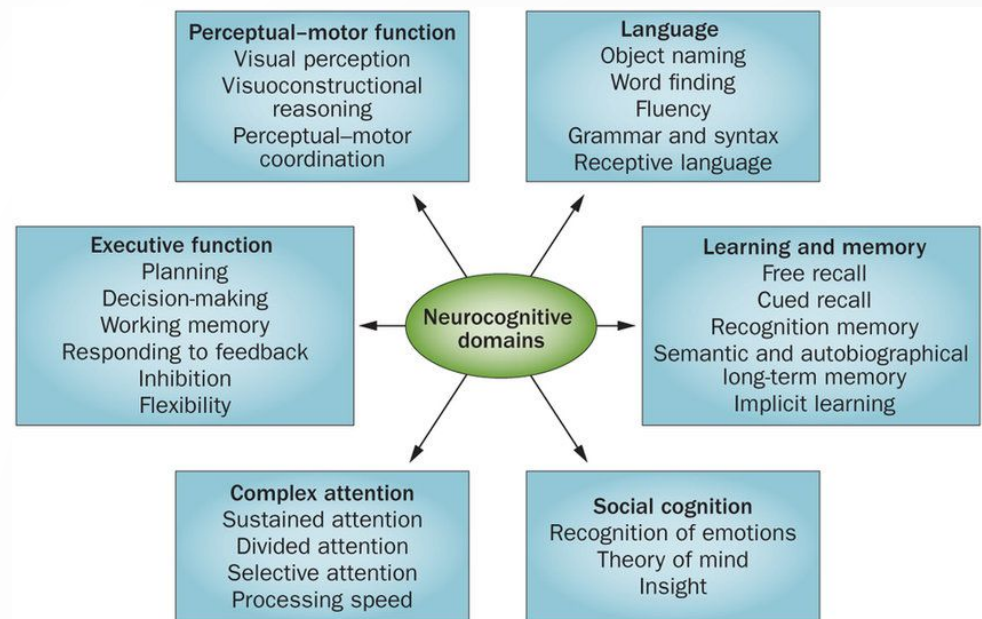 Perceptual–motor function
Visual perception
Visuoconstructional
reasoning
Perceptual–motor
coordination
Language
Object naming
Word finding
Fluency
Grammar and syntax
Receptive language
Executive function
Planning
Decision-making
Working memory
Responding to feedback
Inhibition
Flexibility
Neurocognitive
domains
Learning and memory
Free recall
Cued recall
Recognition memory
Semantic and autobiographical
long-term memory
Implicit learning
Complex attention
Sustained attention
Divided attention
Selective attention
Processing speed
Social cognition
Recognition of emotions
Theory of mind
Insight